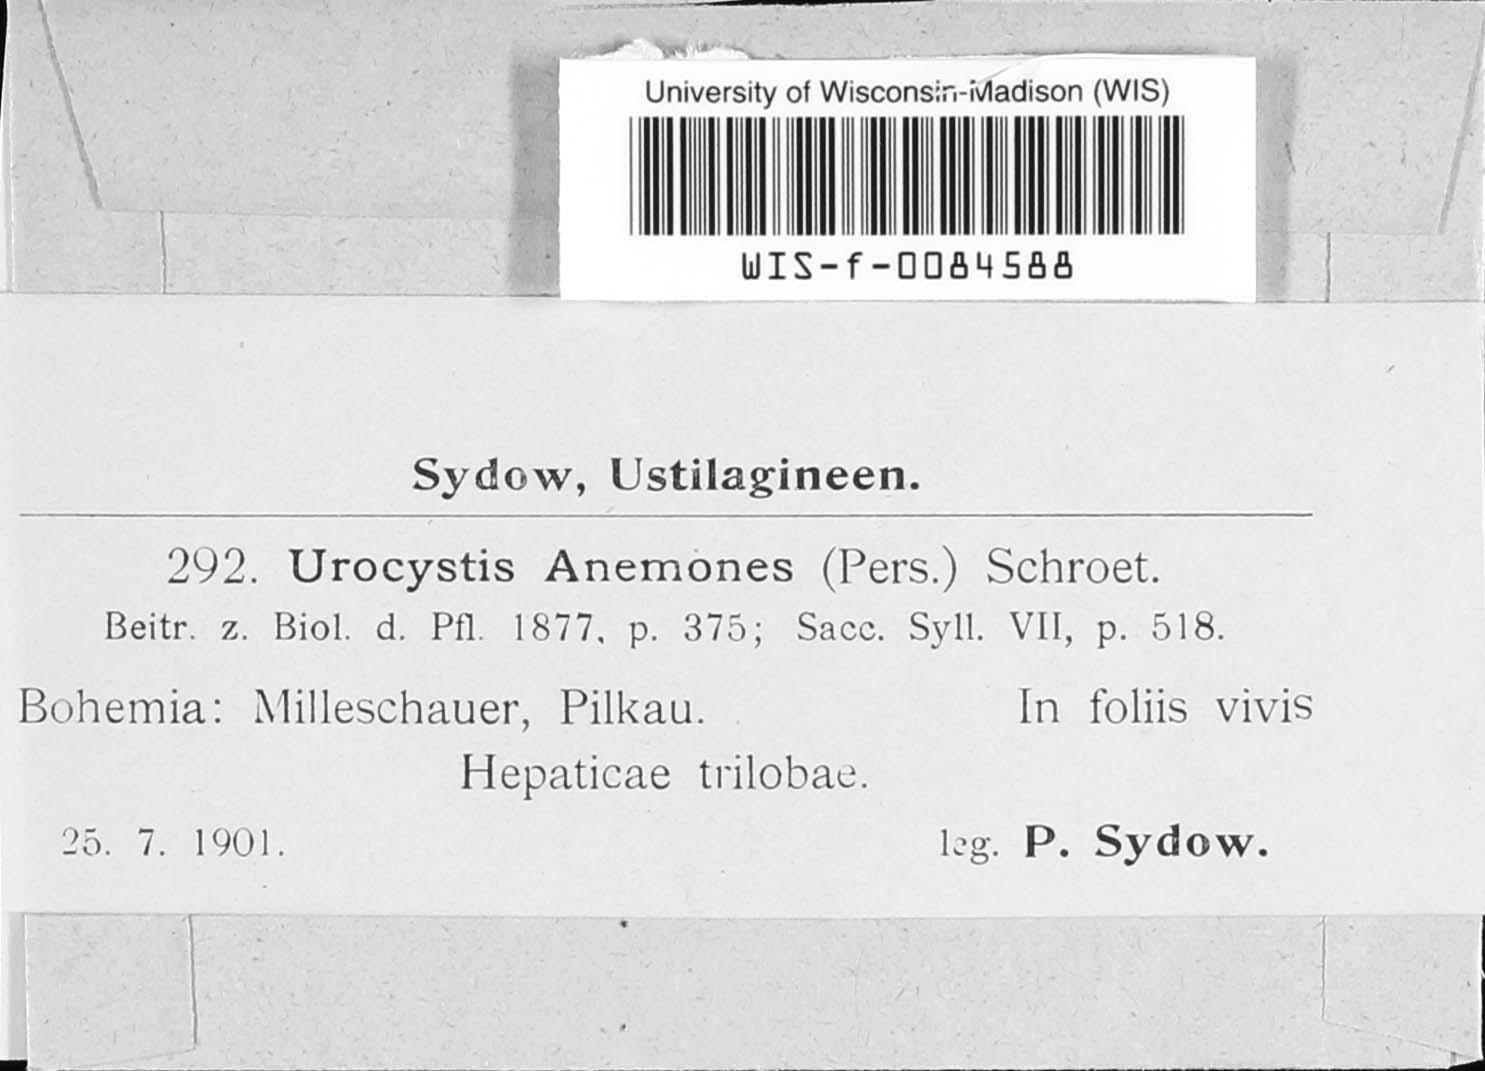 University of Wisconsin-Madison (WIS)
WIS-f-0084588
Sydow, Ustilagineen.
292. Urocystis Anemones (Pers.) Schroet.
Beitr. z. Biol. d. Pfl. 1877, p. 375; Sacc. Syll. VII, p. 518.
Bohemia: Milleschauer, Pilkau. In foliis vivis
Hepaticae trilobae.
25. 7. 1901. leg. P. Sydow.